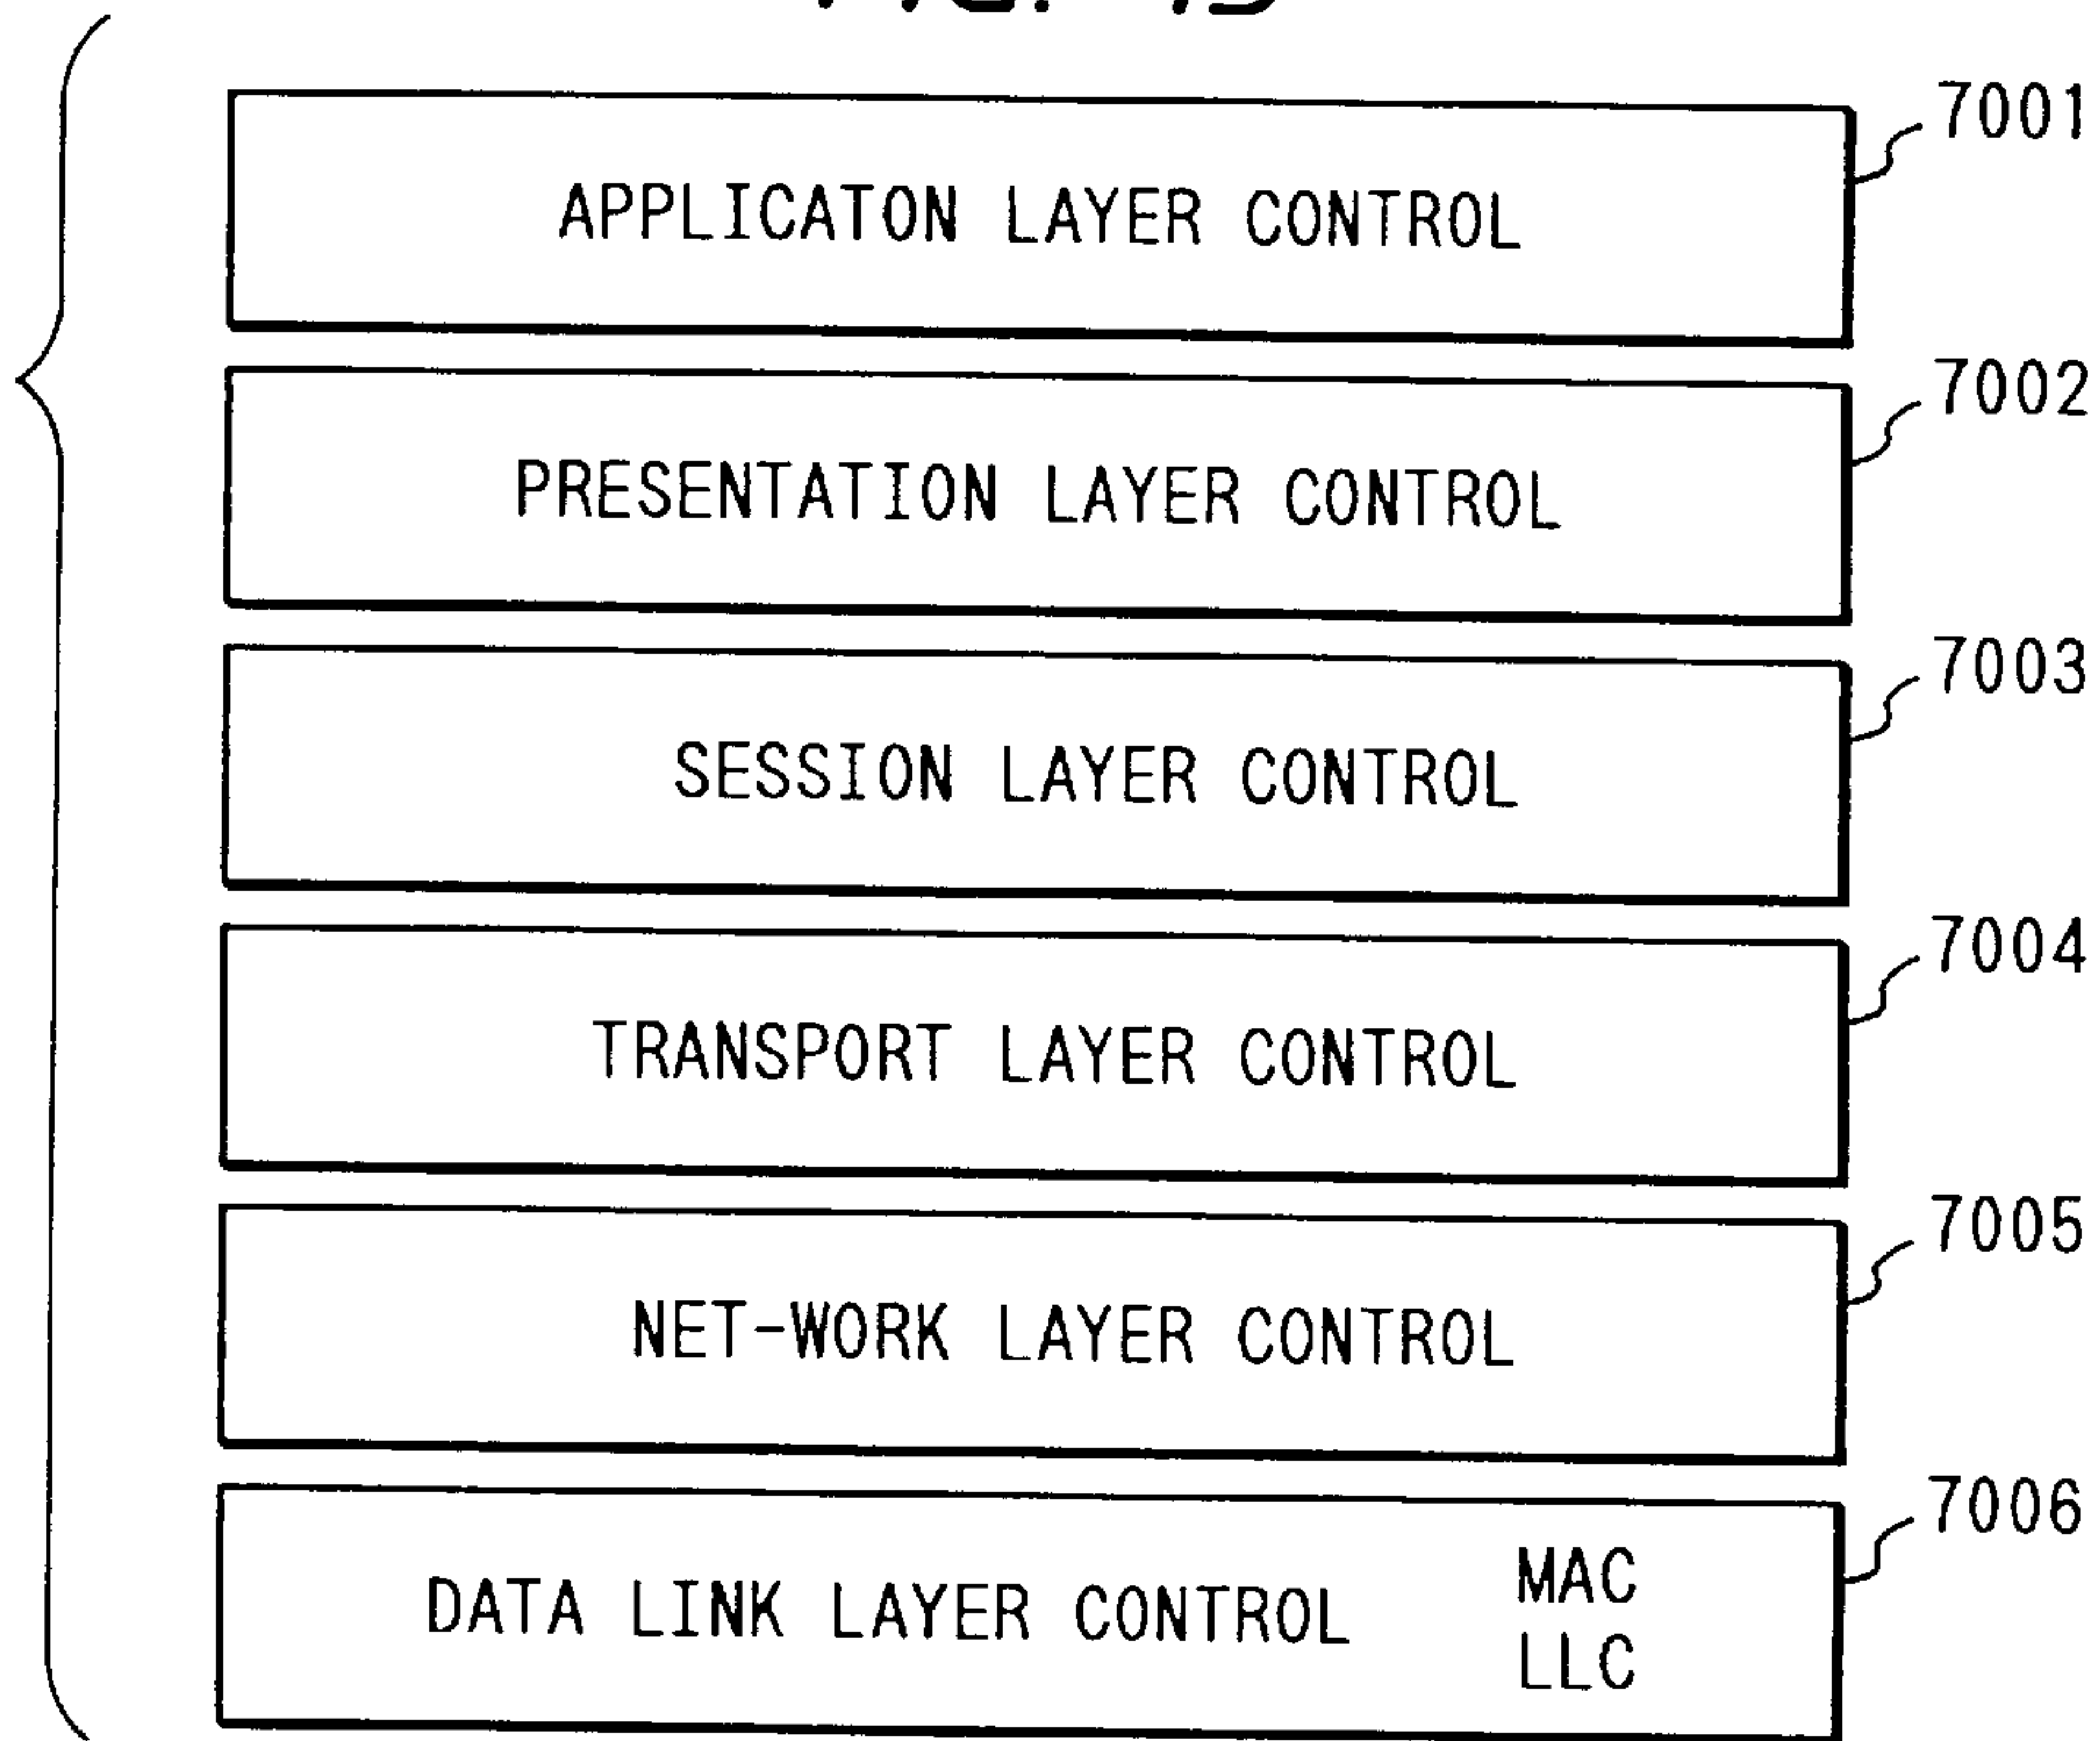 7001
APPLICATON LAYER CONTROL
7002
PRESENTATION LAYER CONTROL
7003
SESSION LAYER CONTROL
7004
TRANSPORT LAYER CONTROL
7005
NET-WORK LAYER CONTROL
7006
DATA LINK LAYER CONTROL
MAC
LLC